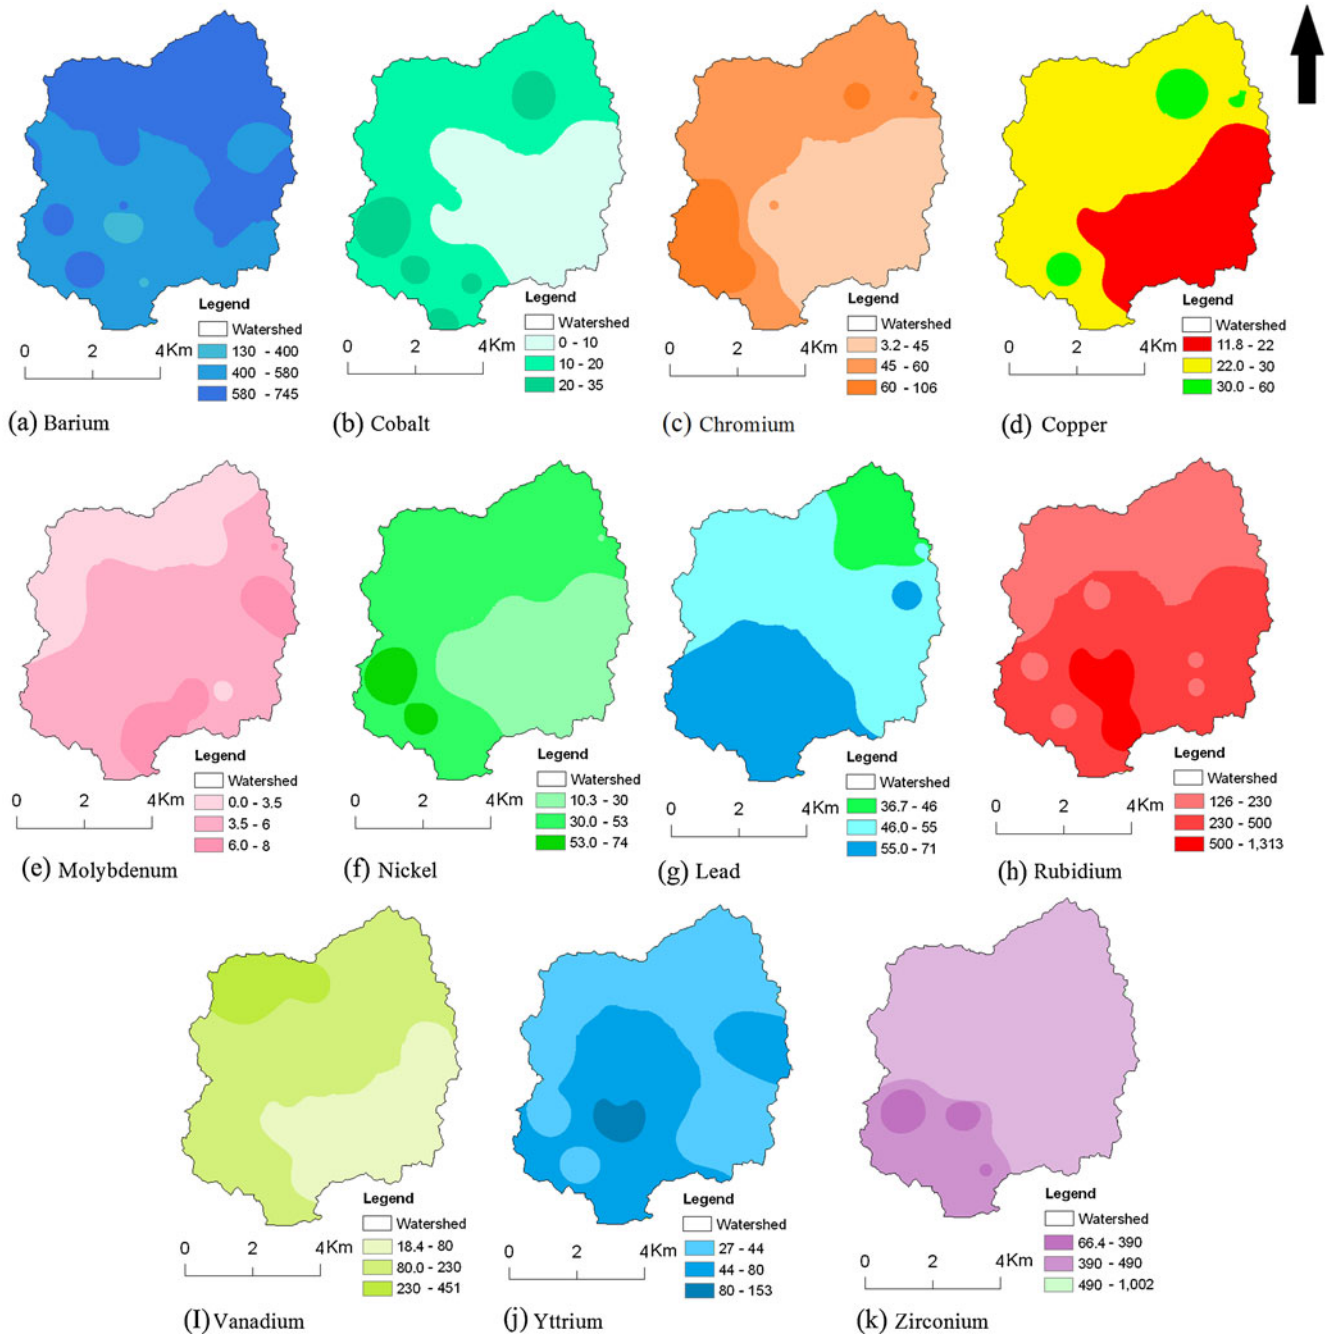 Legend
Watershed
130 - 400
400 - 580
580 - 745
0 2 4Km
(a) Barium
Legend
Watershed
0 - 10
10 - 20
20 - 35
0 2 4Km
(b) Cobalt
Legend
Watershed
3.2 - 45
45 - 60
60 - 106
0 2 4Km
(c) Chromium
Legend
Watershed
11.8 - 22
22.0 - 30
30.0 - 60
0 2 4Km
(d) Copper
Legend
Watershed
0.0 - 3.5
3.5 - 6
6.0 - 8
0 2 4Km
(e) Molybdenum
Legend
Watershed
10.3 - 30
30.0 - 53
53.0 - 74
0 2 4Km
(f) Nickel
Legend
Watershed
36.7 - 46
46.0 - 55
55.0 - 71
0 2 4Km
(g) Lead
Legend
Watershed
126 - 230
230 - 500
500 - 1,313
0 2 4Km
(h) Rubidium
Legend
Watershed
18.4 - 80
80.0 - 230
230 - 451
0 2 4Km
(I) Vanadium
Legend
Watershed
27 - 44
44 - 80
80 - 153
0 2 4Km
(j) Yttrium
Legend
Watershed
66.4 - 390
390 - 490
490 - 1,002
0 2 4Km
(k) Zirconium